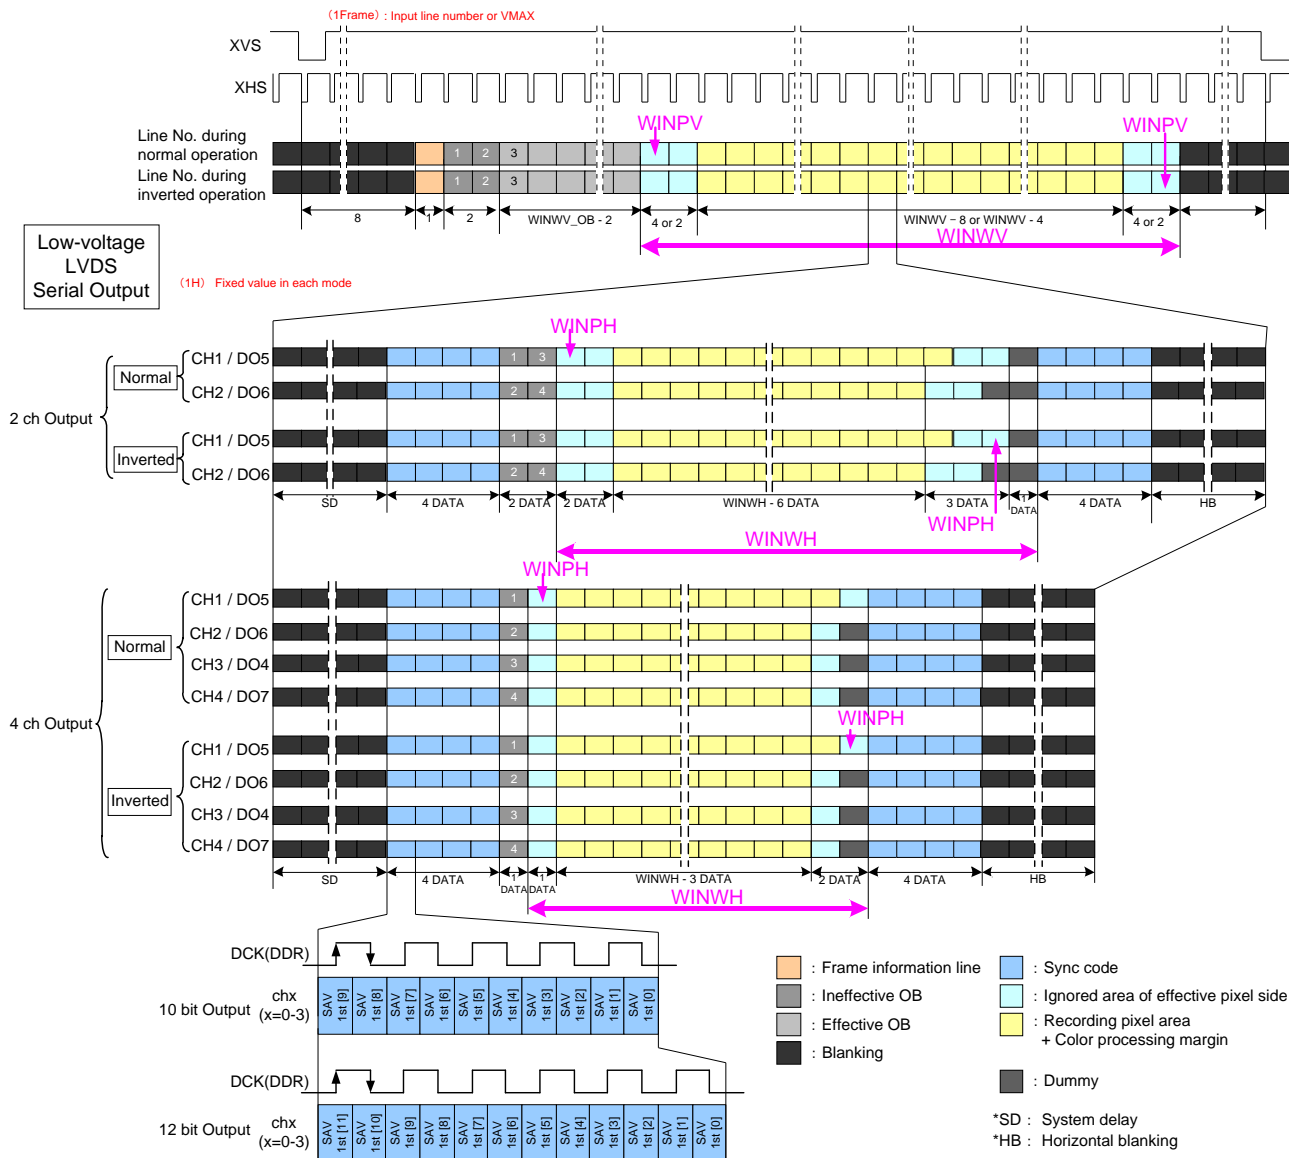 (1Frame) : Input line number or VMAX
XVS
XHS
WINPV
WINPV
Line No. during
normal operation
1 2 3
Line No. during
inverted operation
1 2 3
8
1
2
WINWV_OB - 2
4 or 2
WINWV – 8 or WINWV - 4
4 or 2
WINWV
Low-voltage
LVDS
Serial Output
(1H) Fixed value in each mode
WINPH
2 ch Output
Normal
CH1 / DO5
1 3
CH2 / DO6
2 4
Inverted
CH1 / DO5
1 3
CH2 / DO6
2 4
SD
4 DATA
2 DATA
2 DATA
WINWH - 6 DATA
3 DATA
1
DATA
4 DATA
HB
WINPH
WINWH
WINPH
4 ch Output
Normal
CH1 / DO5
1
CH2 / DO6
2
CH3 / DO4
3
CH4 / DO7
4
WINPH
Inverted
CH1 / DO5
1
CH2 / DO6
2
CH3 / DO4
3
CH4 / DO7
4
SD
4 DATA
1
DATA
1
DATA
WINWH - 3 DATA
2 DATA
4 DATA
HB
WINWH
DCK(DDR)
10 bit Output
chx
(x=0-3)
SAV 1st [9]
SAV 1st [8]
SAV 1st [7]
SAV 1st [6]
SAV 1st [5]
SAV 1st [4]
SAV 1st [3]
SAV 1st [2]
SAV 1st [1]
SAV 1st [0]
DCK(DDR)
12 bit Output
chx
(x=0-3)
SAV 1st [11]
SAV 1st [10]
SAV 1st [9]
SAV 1st [8]
SAV 1st [7]
SAV 1st [6]
SAV 1st [5]
SAV 1st [4]
SAV 1st [3]
SAV 1st [2]
SAV 1st [1]
SAV 1st [0]
: Frame information line
: Ineffective OB
: Effective OB
: Blanking
: Sync code
: Ignored area of effective pixel side
: Recording pixel area
+ Color processing margin
: Dummy
*SD : System delay
*HB : Horizontal blanking